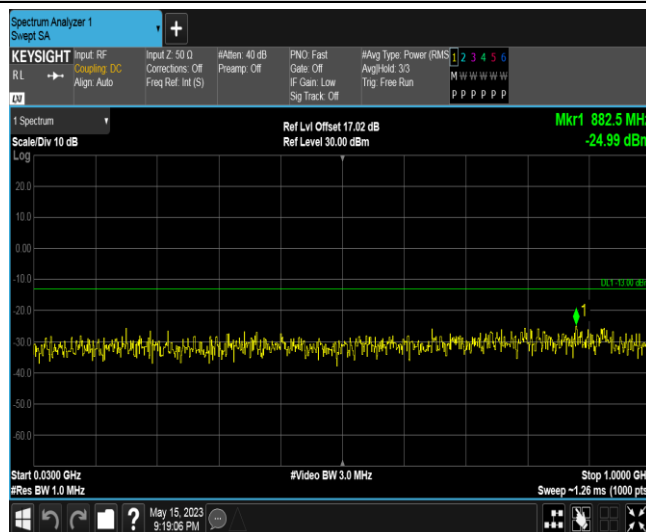 Spectrum Analyzer 1
Swept SA
+
KEYSIGHT
RL
LXI
Input: RF
Coupling: DC
Align: Auto
Input Z: 50 Ω
Corrections: Off
Freq Ref: Int (S)
#Atten: 40 dB
Preamp: Off
PNO: Fast
Gate: Off
IF Gain: Low
Sig Track: Off
#Avg Type: Power (RMS
Avg|Hold: 3/3
Trig: Free Run
1 2 3 4 5 6
M W W W W W
P P P P P P
1 Spectrum
Scale/Div 10 dB
Ref Lvl Offset 17.02 dB
Ref Level 30.00 dBm
Mkr1 882.5 MHz
-24.99 dBm
Log
20.0
10.0
0.00
-10.0
-20.0
-30.0
-40.0
-50.0
-60.0
DL1 -13.00 dBm
1
Start 0.0300 GHz
#Res BW 1.0 MHz
#Video BW 3.0 MHz
Stop 1.0000 GH
Sweep ~1.26 ms (1000 pts
?
May 15, 2023
9:19:06 PM